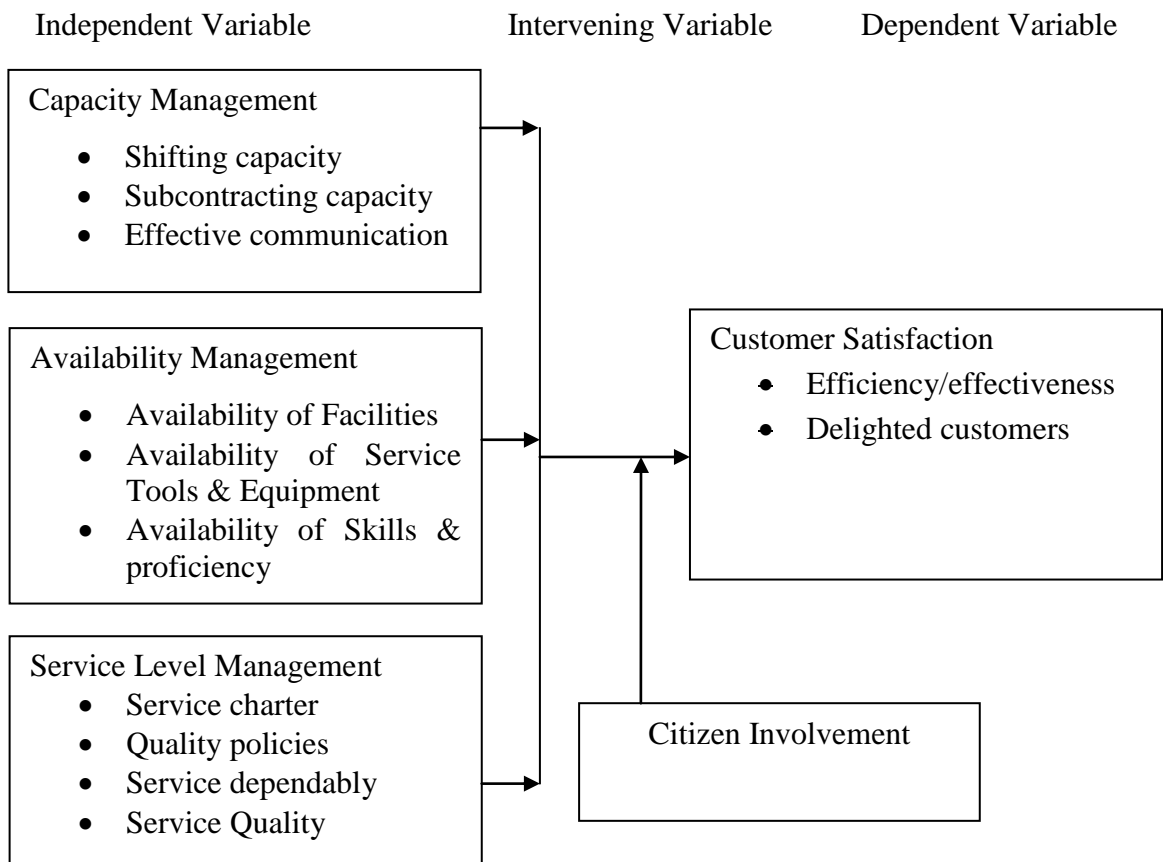 Independent Variable Intervening Variable Dependent Variable
Capacity Management
• Shifting capacity
• Subcontracting capacity
• Effective communication
Availability Management
• Availability of Facilities
• Availability of Service
Tools & Equipment
• Availability of Skills &
proficiency
Service Level Management
• Service charter
• Quality policies
• Service dependably
• Service Quality
Citizen Involvement
Customer Satisfaction
• Efficiency/effectiveness
• Delighted customers